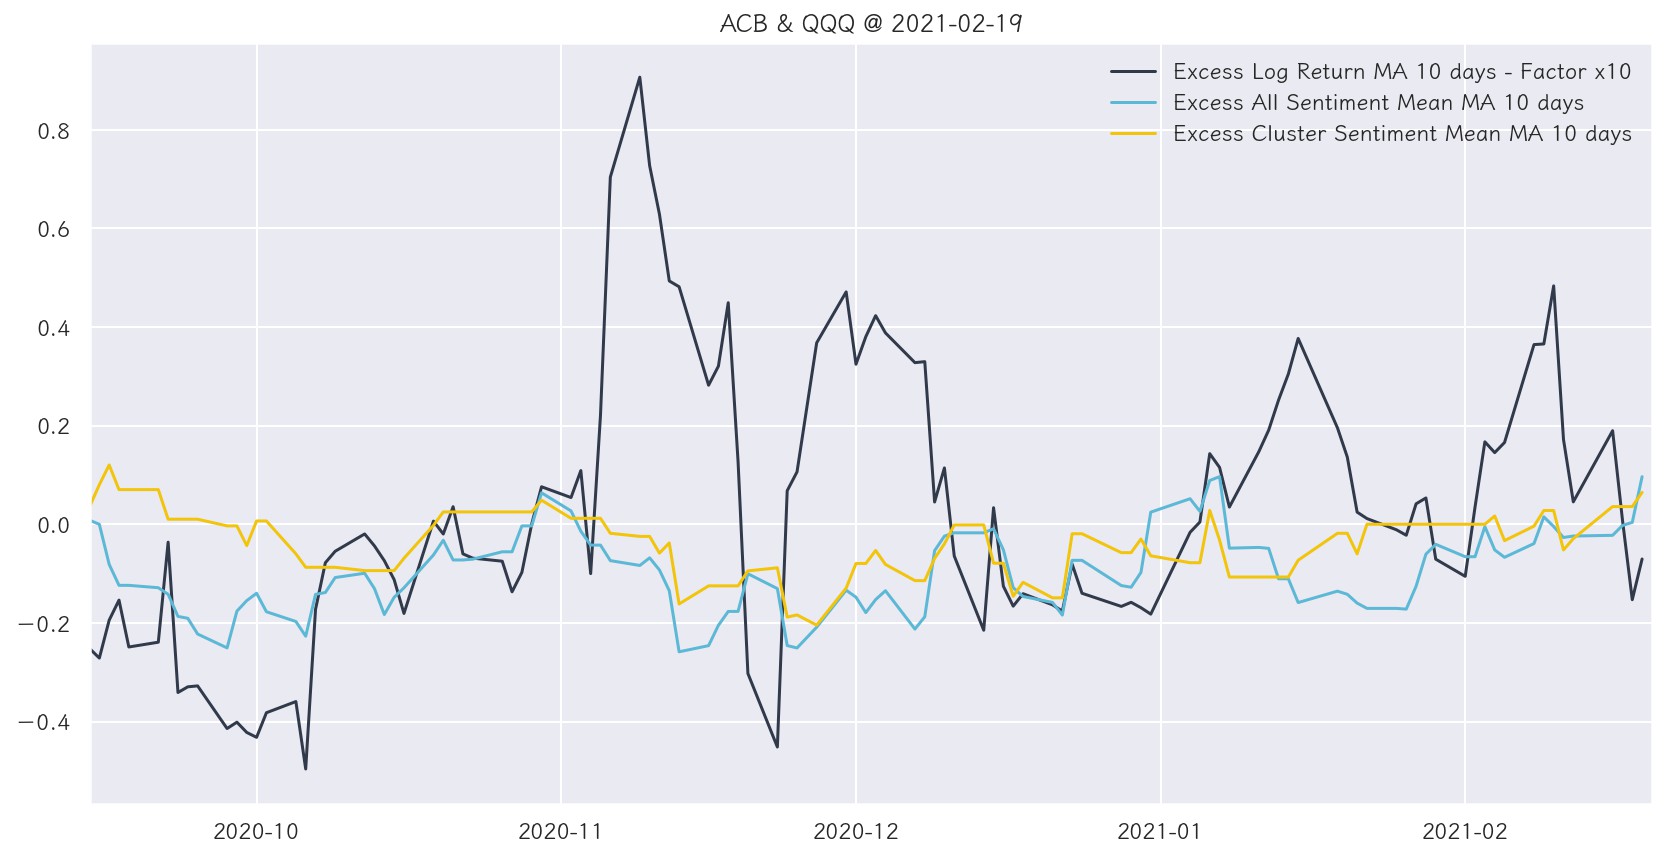 ACB & QQQ @ 2021-02-19
Excess Log Return MA 10 days - Factor x10
Excess All Sentiment Mean MA 10 days
Excess Cluster Sentiment Mean MA 10 days
0.8
0.6
0.4
0.2
0.0
−0.2
−0.4
2020-10 2020-11 2020-12 2021-01 2021-02